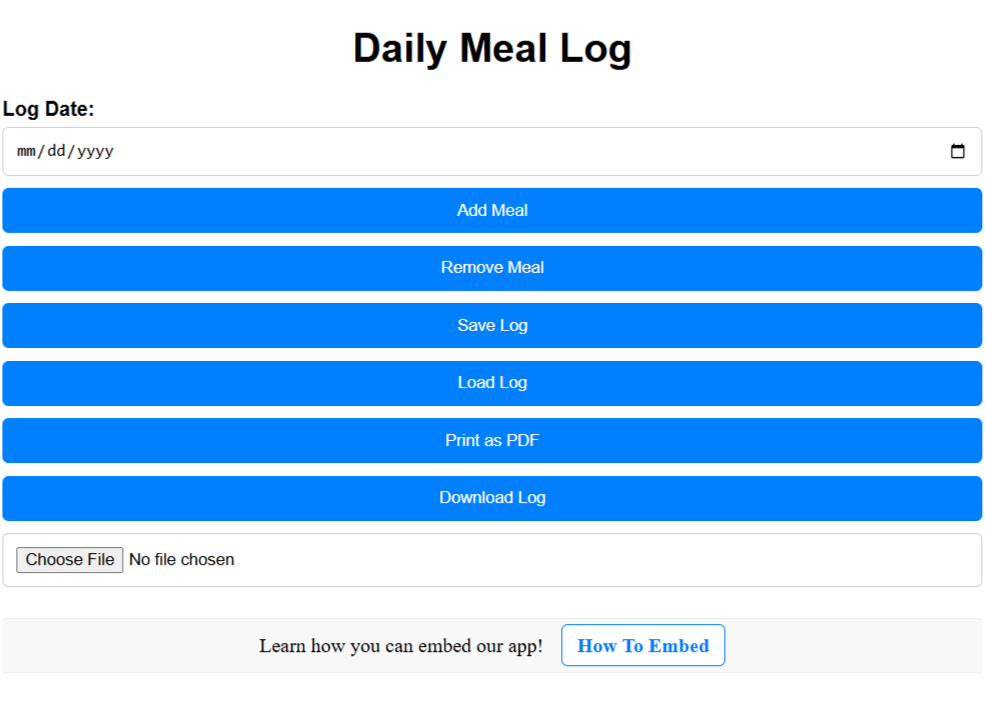 Daily Meal Log
Log Date:
mm/dd/yyyy
Add Meal
Remove Meal
Save Log
Load Log
Print as PDF
Download Log
Choose File No file chosen
Learn how you can embed our app! How To Embed